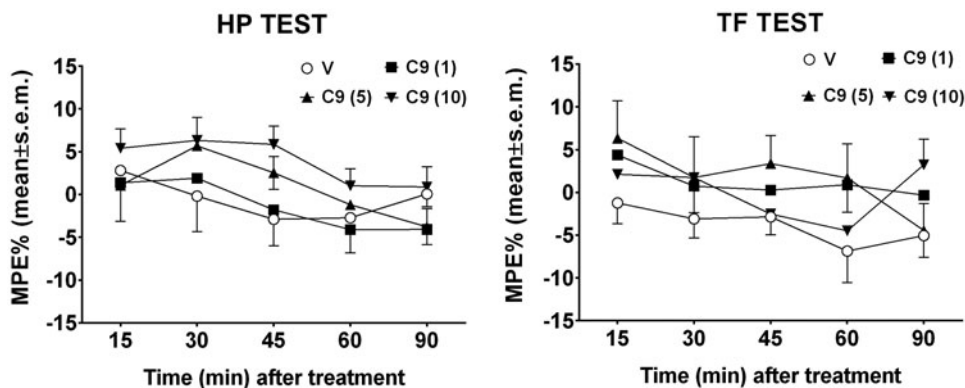 HP TEST
V C9 (1)
C9 (5) C9 (10)
15
10
5
0
-5
-10
-15
MPE% (mean±s.e.m.)
15 30 45 60 90
Time (min) after treatment
TF TEST
V C9 (1)
C9 (5) C9 (10)
15
10
5
0
-5
-10
-15
MPE% (mean±s.e.m.)
15 30 45 60 90
Time (min) after treatment